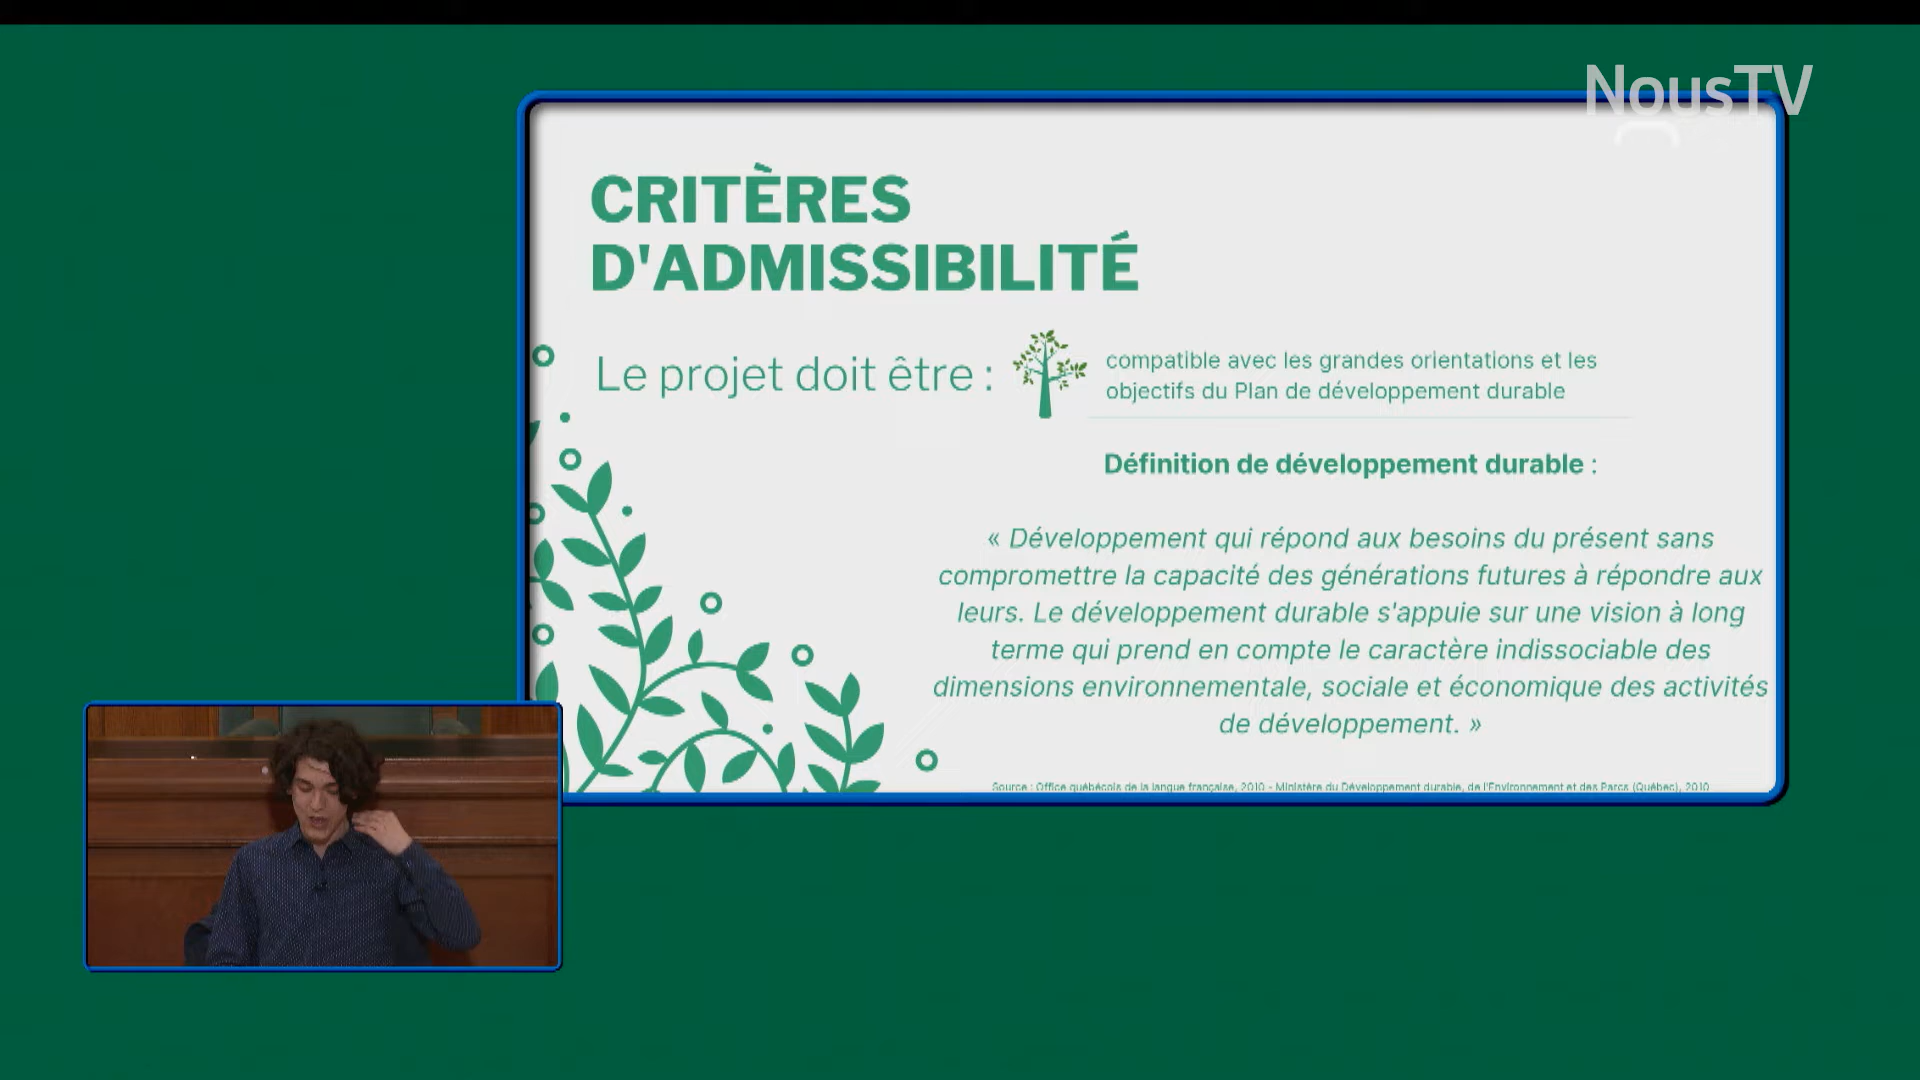 NousTV
CRITÈRES
D'ADMISSIBILITÉ
Le projet doit être :
compatible avec les grandes orientations et les
objectifs du Plan de développement durable
Définition de développement durable :
« Développement qui répond aux besoins du présent sans
compromettre la capacité des générations futures à répondre aux
leurs. Le développement durable s'appuie sur une vision à long
terme qui prend en compte le caractère indissociable des
dimensions environnementale, sociale et économique des activités
de développement. »
Source : Office québécois de la langue française, 2010 - Ministère du Développement durable, de l'Environnement et des Parcs (Québec), 2010